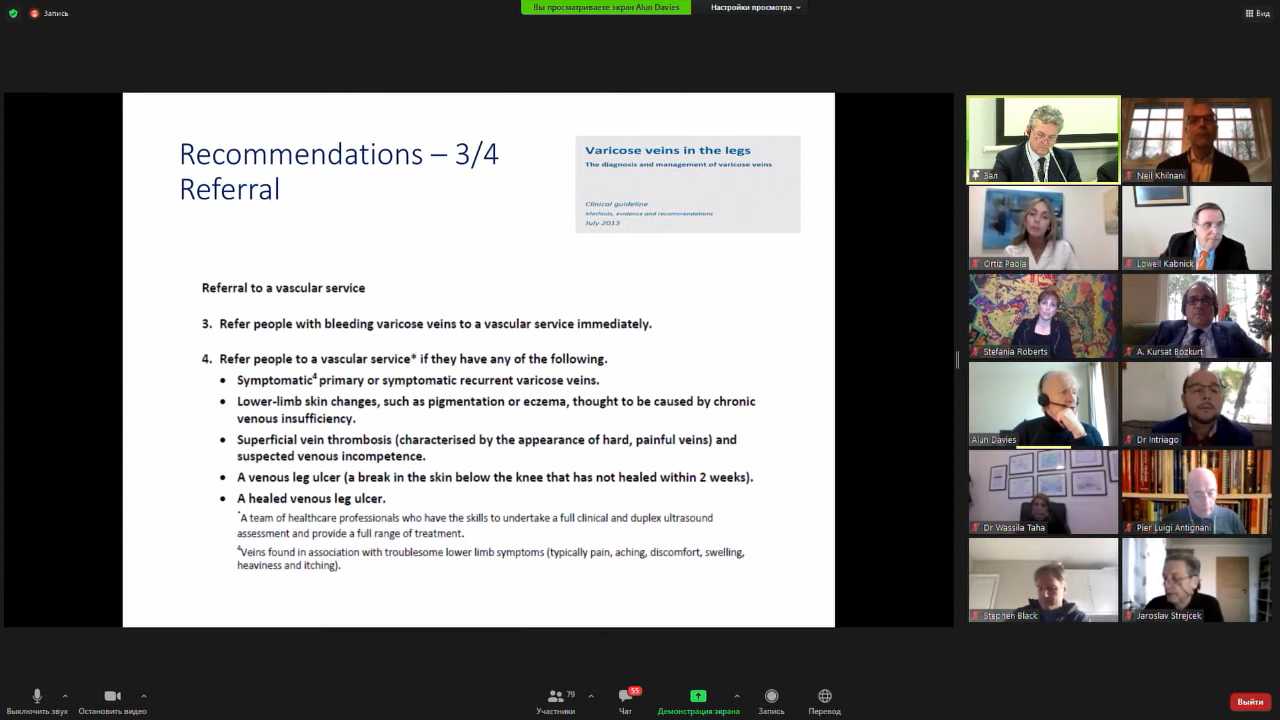 Запись
Вы просматриваете экран Alun Davies
Настройки просмотра
Вид
Recommendations – 3/4
Referral
Varicose veins in the legs
The diagnosis and management of varicose veins
Clinical guideline
Methods, evidence and recommendations
July 2013
Referral to a vascular service
3. Refer people with bleeding varicose veins to a vascular service immediately.
4. Refer people to a vascular service* if they have any of the following.
• Symptomatic⁴ primary or symptomatic recurrent varicose veins.
• Lower-limb skin changes, such as pigmentation or eczema, thought to be caused by chronic
venous insufficiency.
• Superficial vein thrombosis (characterised by the appearance of hard, painful veins) and
suspected venous incompetence.
• A venous leg ulcer (a break in the skin below the knee that has not healed within 2 weeks).
• A healed venous leg ulcer.
*A team of healthcare professionals who have the skills to undertake a full clinical and duplex ultrasound
assessment and provide a full range of treatment.
⁴Veins found in association with troublesome lower limb symptoms (typically pain, aching, discomfort, swelling,
heaviness and itching).
Зал
Neil Khilnani
Ortiz Paola
Lowell Kabnick
Stefania Roberts
A. Kursat Bozkurt
Alun Davies
Dr Intriago
Dr Wassila Taha
Pier Luigi Antignani
Stephen Black
Jaroslav Strejcek
Выключить звук
Остановить видео
79
Участники
55
Чат
Демонстрация экрана
Запись
Перевод
Выйти